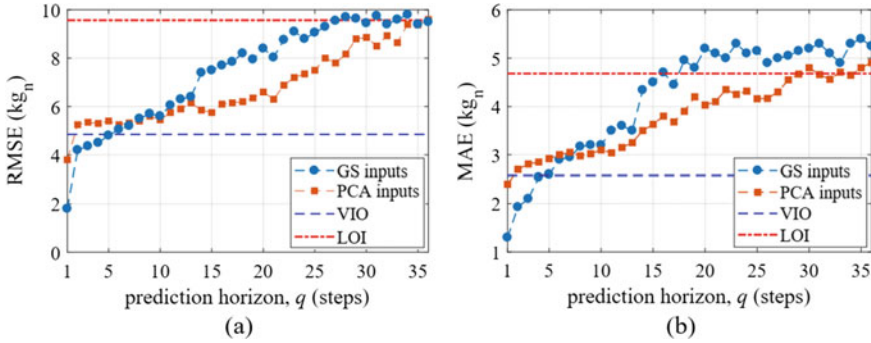 10
8
6
4
2
0
RMSE (kgn)
GS inputs
PCA inputs
VIO
LOI
1 5 10 15 20 25 30 35
prediction horizon, q (steps)
(a)
6
5
4
3
2
1
MAE (kgn)
GS inputs
PCA inputs
VIO
LOI
1 5 10 15 20 25 30 35
prediction horizon, q (steps)
(b)